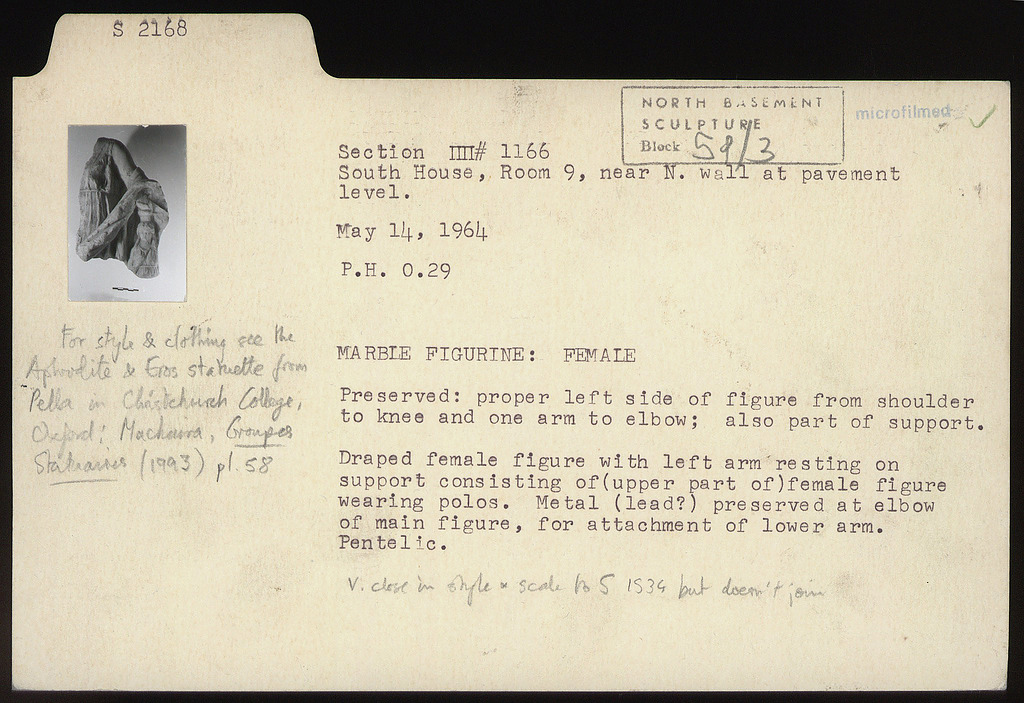 S 2168
NORTH BASEMENT
SCULPTURE
Block 59/3
microfilmed ✓
Section IIII# 1166
South House, Room 9, near N. wall at pavement
level.
May 14, 1964
P.H. 0.29
For style & clothing see the
Aphrodite & Eros statuette from
Pella in Christchurch College,
Oxford: Machaira, Groupes
Statuaires (1993) pl. 58
MARBLE FIGURINE: FEMALE
Preserved: proper left side of figure from shoulder
to knee and one arm to elbow; also part of support.
Draped female figure with left arm resting on
support consisting of(upper part of)female figure
wearing polos. Metal (lead?) preserved at elbow
of main figure, for attachment of lower arm.
Pentelic.
V. close in style & scale to S 1534 but doesn't join